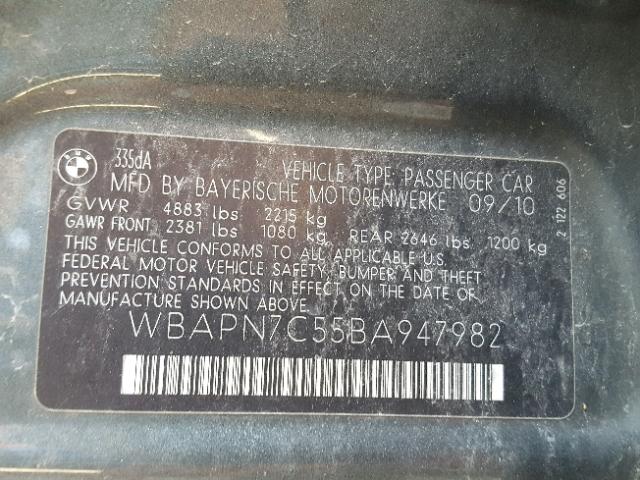 BMW
335dA
VEHICLE TYPE PASSENGER CAR
MFD BY BAYERISCHE MOTORENWERKE 09/10
GVWR 4883 lbs 2215 kg
GAWR FRONT 2381 lbs 1080 kg REAR 2646 lbs 1200 kg
THIS VEHICLE CONFORMS TO ALL APPLICABLE U.S.
FEDERAL MOTOR VEHICLE SAFETY, BUMPER AND THEFT
PREVENTION STANDARDS IN EFFECT ON THE DATE OF
MANUFACTURE SHOWN ABOVE.
WBAPN7C55BA947982
2 122 606